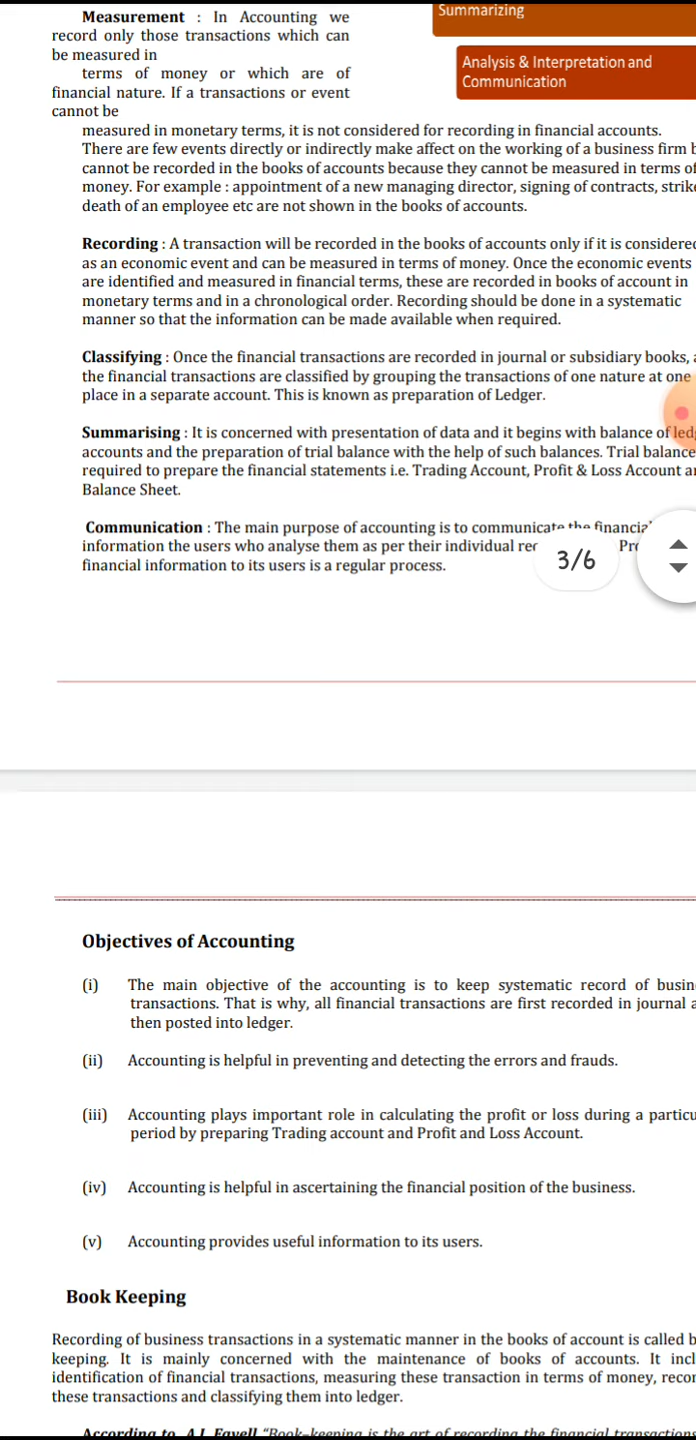 Summarizing
Measurement : In Accounting we
record only those transactions which can
be measured in
terms of money or which are of
financial nature. If a transactions or event
cannot be
Analysis & Interpretation and
Communication
measured in monetary terms, it is not considered for recording in financial accounts.
There are few events directly or indirectly make affect on the working of a business firm
cannot be recorded in the books of accounts because they cannot be measured in terms of
money. For example : appointment of a new managing director, signing of contracts,
death of an employee etc are not shown in the books of accounts.
Recording : A transaction will be recorded in the books of accounts only if it is
as an economic event and can be measured in terms of money. Once the economic events
are identified and measured in financial terms, these are recorded in books of account in
monetary terms and in a chronological order. Recording should be done in a systematic
manner so that the information can be made available when required.
Classifying : Once the financial transactions are recorded in journal or subsidiary books,
the financial transactions are classified by grouping the transactions of one nature at one
place in a separate account. This is known as preparation of Ledger.
Summarising : It is concerned with presentation of data and it begins with balance of
accounts and the preparation of trial balance with the help of such balances. Trial balance
required to prepare the financial statements i.e. Trading Account, Profit & Loss Account
Balance Sheet.
Communication : The main purpose of accounting is to communicate the financial
information the users who analyse them as per their individual
financial information to its users is a regular process.
3/6
Objectives of Accounting
(i) The main objective of the accounting is to keep systematic record of
transactions. That is why, all financial transactions are first recorded in journal
then posted into ledger.
(ii) Accounting is helpful in preventing and detecting the errors and frauds.
(iii) Accounting plays important role in calculating the profit or loss during a
period by preparing Trading account and Profit and Loss Account.
(iv) Accounting is helpful in ascertaining the financial position of the business.
(v) Accounting provides useful information to its users.
Book Keeping
Recording of business transactions in a systematic manner in the books of account is called
keeping. It is mainly concerned with the maintenance of books of accounts. It
identification of financial transactions, measuring these transaction in terms of money,
these transactions and classifying them into ledger.
According to A.J. Favell "Book-keeping is the art of recording the financial transactions